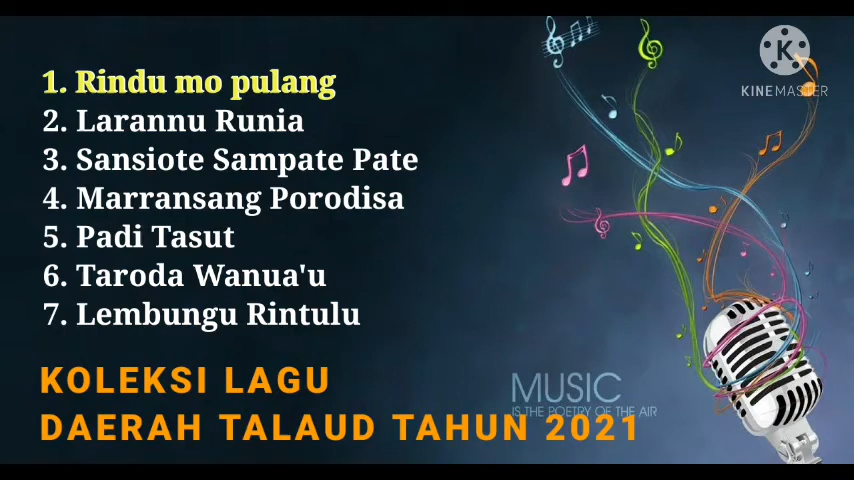 1. Rindu mo pulang
2. Larannu Runia
3. Sansiote Sampate Pate
4. Marransang Porodisa
5. Padi Tasut
6. Taroda Wanua'u
7. Lembungu Rintulu
KOLEKSI LAGU
DAERAH TALAUD TAHUN 2021
MUSIC
IS THE POETRY OF THE AIR
K
KINEMASTER